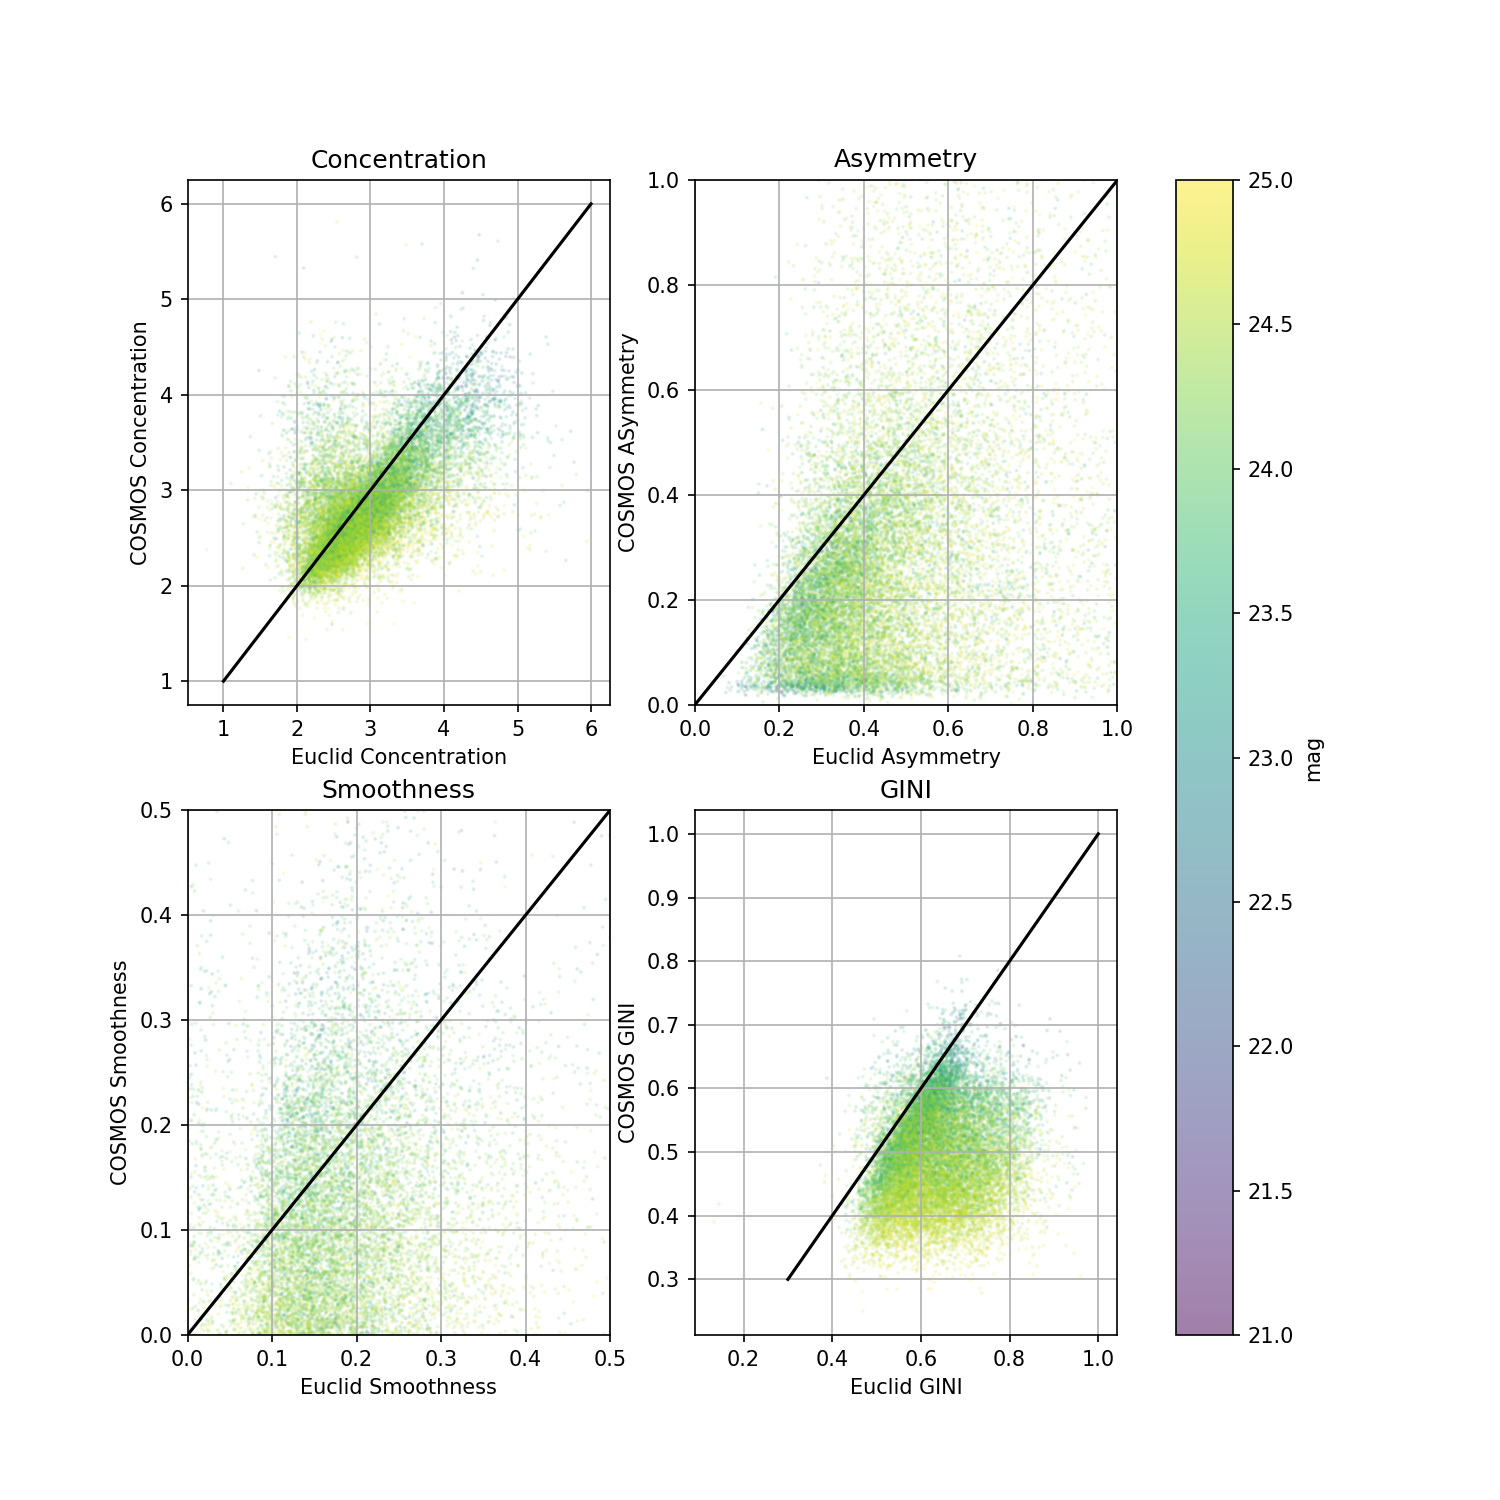 Concentration
6
5
4
3
2
1
COSMOS Concentration
1 2 3 4 5 6
Euclid Concentration
Asymmetry
1.0
0.8
0.6
0.4
0.2
0.0
COSMOS ASymmetry
0.0 0.2 0.4 0.6 0.8 1.0
Euclid Asymmetry
Smoothness
0.5
0.4
0.3
0.2
0.1
0.0
COSMOS Smoothness
0.0 0.1 0.2 0.3 0.4 0.5
Euclid Smoothness
GINI
1.0
0.9
0.8
0.7
0.6
0.5
0.4
0.3
COSMOS GINI
0.2 0.4 0.6 0.8 1.0
Euclid GINI
25.0
24.5
24.0
23.5
23.0
22.5
22.0
21.5
21.0
mag